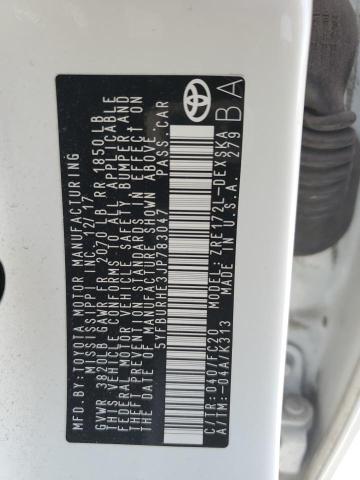 MFD.BY:TOYOTA MOTOR MANUFACTURING
MISSISSIPPI INC. 12/17
GVWR 3820LB GAWR FR 2070 LB RR 1850LB
THIS VEHICLE CONFORMS TO ALL APPLICABLE
FEDERAL MOTOR VEHICLE SAFETY BUMPER AND
THEFT PREVENTION STANDARDS IN EFFECT ON
THE DATE OF MANUFACTURE SHOWN ABOVE.
5YFBURHE3JP783047 PASS.CAR
C/TR: 040/FC20 MODEL: ZRE172L-DEXSKA
A/TM: -04A/K313 MADE IN U.S.A. 279
BA
TOYOTA